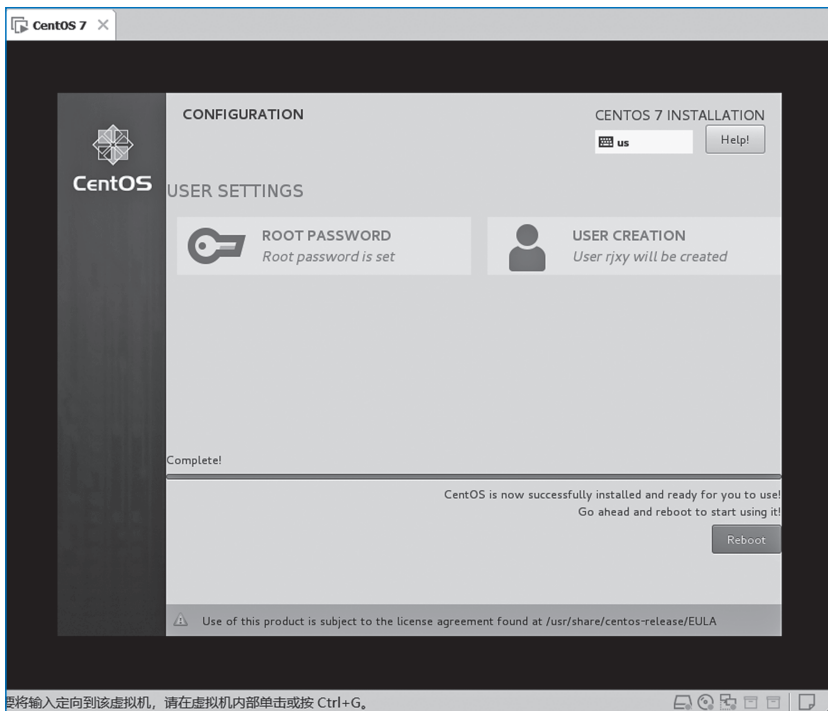 CentOS 7
CONFIGURATION
CENTOS 7 INSTALLATION
us
Help!
CentOS
USER SETTINGS
ROOT PASSWORD
Root password is set
USER CREATION
User rjxy will be created
Complete!
CentOS is now successfully installed and ready for you to use!
Go ahead and reboot to start using it!
Reboot
Use of this product is subject to the license agreement found at /usr/share/centos-release/EULA
要将输入定向到该虚拟机，请在虚拟机内部单击或按 Ctrl+G。